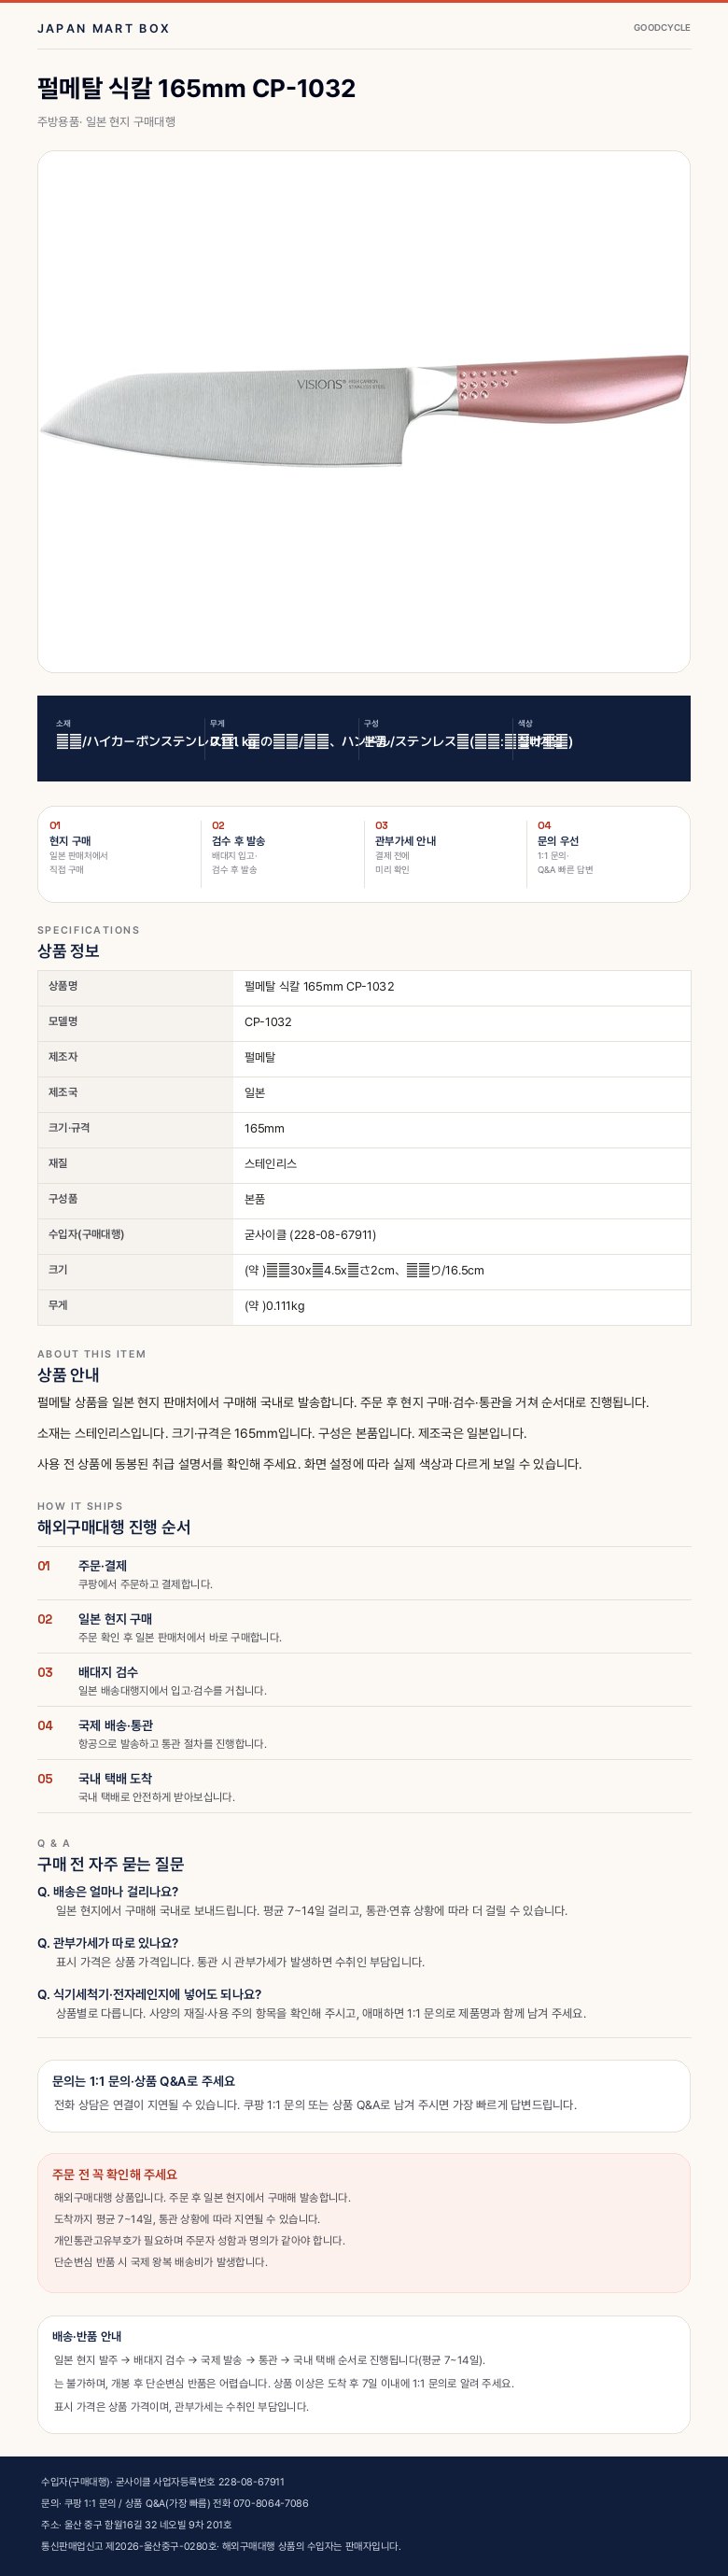 JAPAN MART BOX
GOODCYCLE
펄메탈 식칼 165mm CP-1032
주방용품· 일본 현지 구매대행
VISIONS® HIGH CARBON STAINLESS STEEL
소재
무게
구성
색상
/ハイカーボンステンレス
/ステンレス
01
현지 구매
일본 판매처에서
직접 구매
02
검수 후 발송
배대지 입고·
검수 후 발송
03
관부가세 안내
결제 전에
미리 확인
04
문의 우선
1:1 문의·
Q&A 빠른 답변
SPECIFICATIONS
상품 정보
상품명 펄메탈 식칼 165mm CP-1032
모델명 CP-1032
제조자 펄메탈
제조국 일본
크기·규격 165mm
재질 스테인리스
구성품 본품
수입자(구매대행) 굳사이클 (228-08-67911)
크기 (약 )30x4.5xさ2cm、り/16.5cm
무게 (약 )0.111kg
ABOUT THIS ITEM
상품 안내
펄메탈 상품을 일본 현지 판매처에서 구매해 국내로 발송합니다. 주문 후 현지 구매·검수·통관을 거쳐 순서대로 진행됩니다.
소재는 스테인리스입니다. 크기·규격은 165mm입니다. 구성은 본품입니다. 제조국은 일본입니다.
사용 전 상품에 동봉된 취급 설명서를 확인해 주세요. 화면 설정에 따라 실제 색상과 다르게 보일 수 있습니다.
HOW IT SHIPS
해외구매대행 진행 순서
01 주문·결제
쿠팡에서 주문하고 결제합니다.
02 일본 현지 구매
주문 확인 후 일본 판매처에서 바로 구매합니다.
03 배대지 검수
일본 배송대행지에서 입고·검수를 거칩니다.
04 국제 배송·통관
항공으로 발송하고 통관 절차를 진행합니다.
05 국내 택배 도착
국내 택배로 안전하게 받아보십니다.
Q & A
구매 전 자주 묻는 질문
Q. 배송은 얼마나 걸리나요?
일본 현지에서 구매해 국내로 보내드립니다. 평균 7~14일 걸리고, 통관·연휴 상황에 따라 더 걸릴 수 있습니다.
Q. 관부가세가 따로 있나요?
표시 가격은 상품 가격입니다. 통관 시 관부가세가 발생하면 수취인 부담입니다.
Q. 식기세척기·전자레인지에 넣어도 되나요?
상품별로 다릅니다. 사양의 재질·사용 주의 항목을 확인해 주시고, 애매하면 1:1 문의로 제품명과 함께 남겨 주세요.
문의는 1:1 문의·상품 Q&A로 주세요
전화 상담은 연결이 지연될 수 있습니다. 쿠팡 1:1 문의 또는 상품 Q&A로 남겨 주시면 가장 빠르게 답변드립니다.
주문 전 꼭 확인해 주세요
해외구매대행 상품입니다. 주문 후 일본 현지에서 구매해 발송합니다.
도착까지 평균 7~14일, 통관 상황에 따라 지연될 수 있습니다.
개인통관고유부호가 필요하며 주문자 성함과 명의가 같아야 합니다.
단순변심 반품 시 국제 왕복 배송비가 발생합니다.
배송·반품 안내
일본 현지 발주 → 배대지 검수 → 국제 발송 → 통관 → 국내 택배 순서로 진행됩니다(평균 7~14일).
는 불가하며, 개봉 후 단순변심 반품은 어렵습니다. 상품 이상은 도착 후 7일 이내에 1:1 문의로 알려 주세요.
표시 가격은 상품 가격이며, 관부가세는 수취인 부담입니다.
수입자(구매대행)· 굳사이클 사업자등록번호 228-08-67911
문의· 쿠팡 1:1 문의 / 상품 Q&A(가장 빠름) 전화 070-8064-7086
주소· 울산 중구 함월16길 32 네오빌 9차 201호
통신판매업신고 제2026-울산중구-0280호· 해외구매대행 상품의 수입자는 판매자입니다.